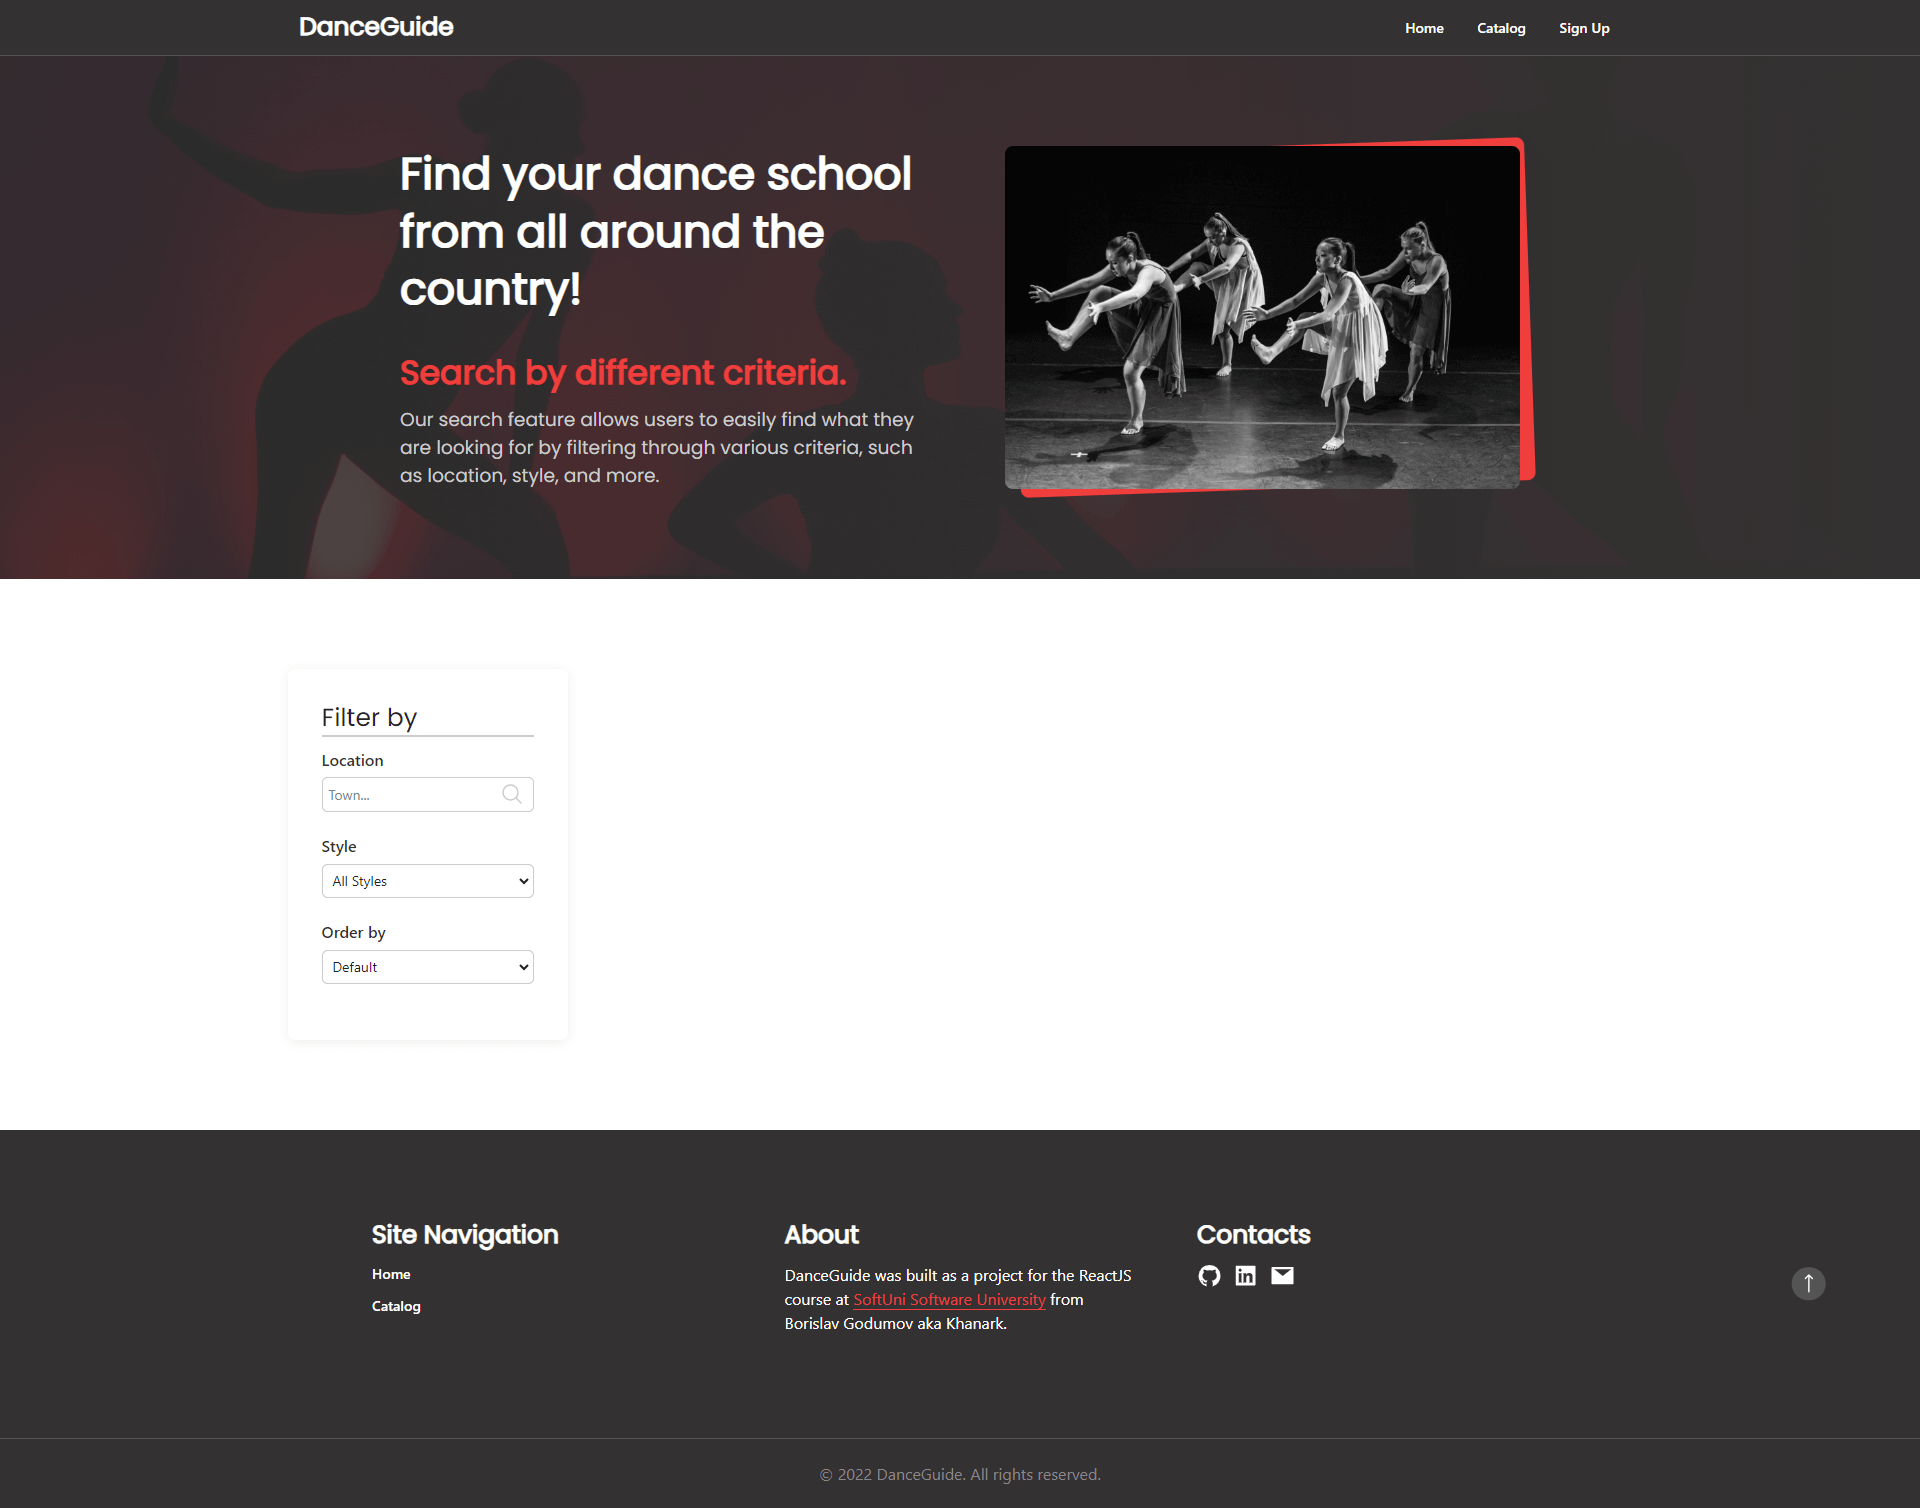 DanceGuide
Home
Catalog
Sign Up
Find your dance school
from all around the
country!
Search by different criteria.
Our search feature allows users to easily find what they
are looking for by filtering through various criteria, such
as location, style, and more.
Filter by
Location
Town...
Style
All Styles
Order by
Default
Site Navigation
Home
Catalog
About
DanceGuide was built as a project for the ReactJS
course at SoftUni Software University from
Borislav Godumov aka Khanark.
Contacts
© 2022 DanceGuide. All rights reserved.